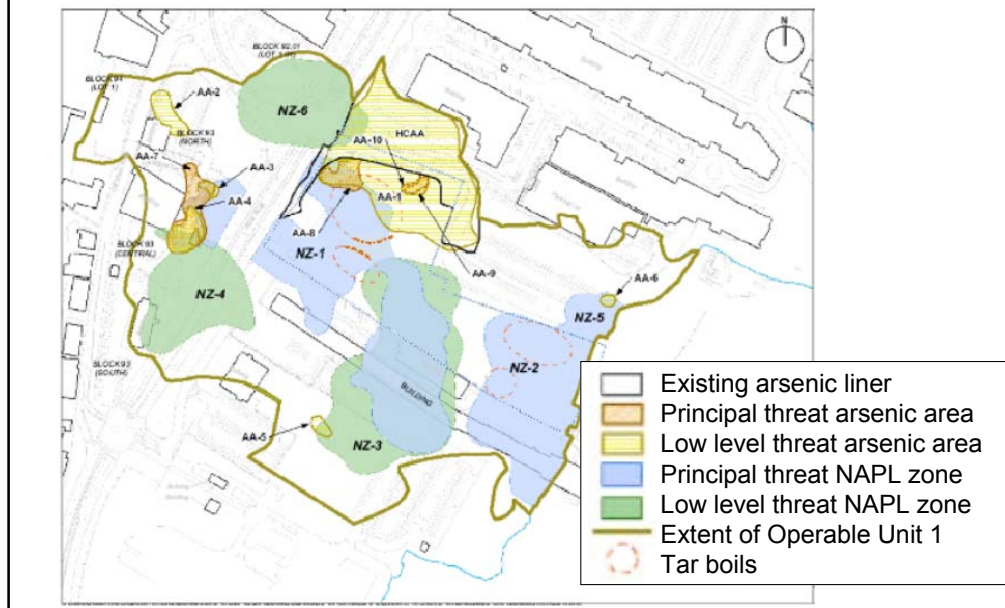 N
BLOCK 92.01
BLOCK 91
(LOT 1)
AA-2
NZ-6
BLOCK 93
(NORTH)
HCAA
AA-10
AA-7
AA-3
AA-4
AA-1
AA-8
NZ-1
AA-9
BLOCK 93
(CENTRAL)
AA-6
NZ-4
NZ-5
NZ-2
BLOCK 93
(SOUTH)
BUILDING
AA-5
NZ-3
Existing arsenic liner
Principal threat arsenic area
Low level threat arsenic area
Principal threat NAPL zone
Low level threat NAPL zone
Extent of Operable Unit 1
Tar boils